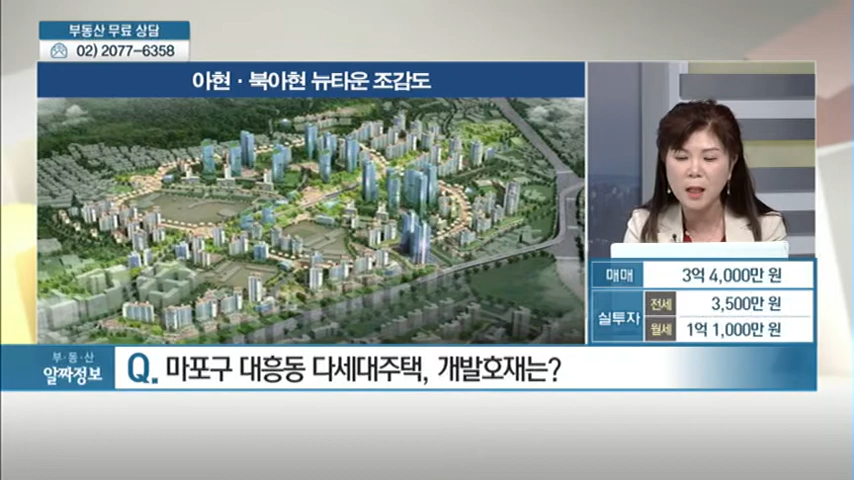 부동산 무료 상담
02) 2077-6358
아현 · 북아현 뉴타운 조감도
매매 3억 4,000만 원
실투자 전세 3,500만 원
월세 1억 1,000만 원
부·동·산
알짜정보
Q. 마포구 대흥동 다세대주택, 개발호재는?